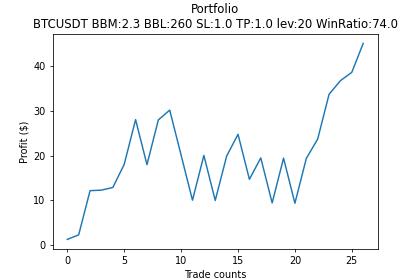 Portfolio
BTCUSDT BBM:2.3 BBL:260 SL:1.0 TP:1.0 lev:20 WinRatio:74.0
Profit ($)
40
30
20
10
0
0 5 10 15 20 25
Trade counts